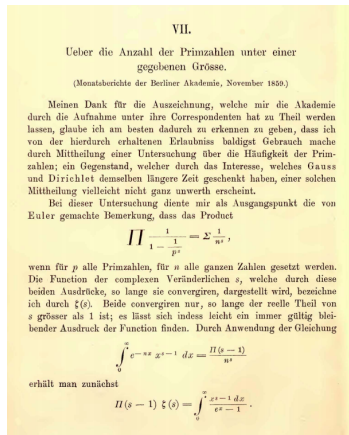 VII.
Ueber die Anzahl der Primzahlen unter einer
gegebenen Grösse.
(Monatsberichte der Berliner Akademie, November 1859.)
Meinen Dank für die Auszeichnung, welche mir die Akademie
durch die Aufnahme unter ihre Correspondenten hat zu Theil werden
lassen, glaube ich am besten dadurch zu erkennen zu geben, dass ich
von der hierdurch erhaltenen Erlaubniss baldigst Gebrauch mache
durch Mittheilung einer Untersuchung über die Häufigkeit der Prim-
zahlen; ein Gegenstand, welcher durch das Interesse, welches Gauss
und Dirichlet demselben längere Zeit geschenkt haben, einer solchen
Mittheilung vielleicht nicht ganz unwerth erscheint.
Bei dieser Untersuchung diente mir als Ausgangspunkt die von
Euler gemachte Bemerkung, dass das Product
∏ 1 / (1 − 1/p^s) = Σ 1/n^s ,
wenn für p alle Primzahlen, für n alle ganzen Zahlen gesetzt werden.
Die Function der complexen Veränderlichen s, welche durch diese
beiden Ausdrücke, so lange sie convergiren, dargestellt wird, bezeichne
ich durch ζ(s). Beide convergiren nur, so lange der reelle Theil von
s grösser als 1 ist; es lässt sich indess leicht ein immer gültig blei-
bender Ausdruck der Function finden. Durch Anwendung der Gleichung
∫₀^∞ e^{−nx} x^{s−1} dx = Π(s − 1) / n^s
erhält man zunächst
Π(s − 1) ζ(s) = ∫₀^∞ x^{s−1} dx / (e^x − 1) .